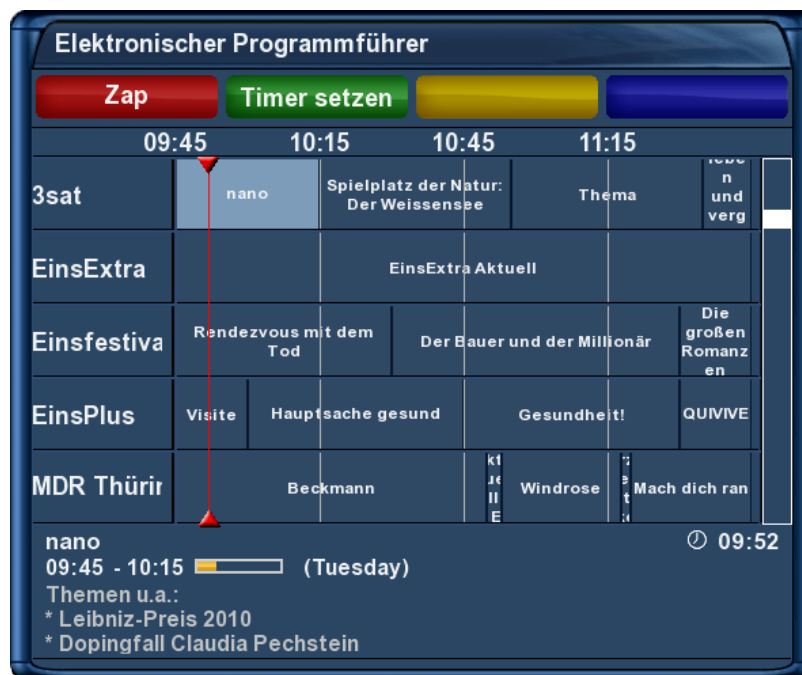 Elektronischer Programmführer
Zap
Timer setzen
09:45 10:15 10:45 11:15
3sat
nano
Spielplatz der Natur:
Der Weissensee
Thema
n
und
verg
EinsExtra
EinsExtra Aktuell
Einsfestiva
Rendezvous mit dem
Tod
Der Bauer und der Millionär
Die
großen
Romanz
en
EinsPlus
Visite
Hauptsache gesund
Gesundheit!
QUIVIVE
MDR Thürin
Beckmann
Windrose
Mach dich ran
nano
09:52
09:45 - 10:15 (Tuesday)
Themen u.a.:
* Leibniz-Preis 2010
* Dopingfall Claudia Pechstein